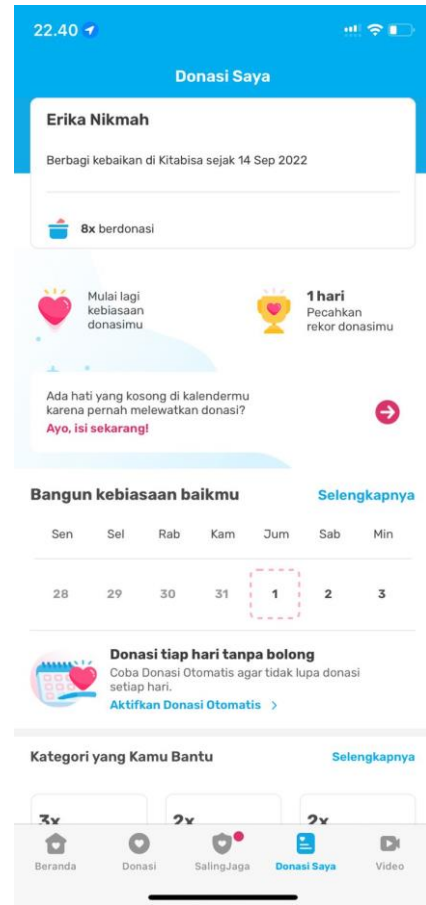 22.40
Donasi Saya
Erika Nikmah
Berbagi kebaikan di Kitabisa sejak 14 Sep 2022
8x berdonasi
Mulai lagi
kebiasaan
donasimu
1 hari
Pecahkan
rekor donasimu
Ada hati yang kosong di kalendermu
karena pernah melewatkan donasi?
Ayo, isi sekarang!
Bangun kebiasaan baikmu
Selengkapnya
Sen Sel Rab Kam Jum Sab Min
28 29 30 31 1 2 3
Donasi tiap hari tanpa bolong
Coba Donasi Otomatis agar tidak lupa donasi
setiap hari.
Aktifkan Donasi Otomatis >
Kategori yang Kamu Bantu
Selengkapnya
3x 2x 2x
Beranda Donasi SalingJaga Donasi Saya Video